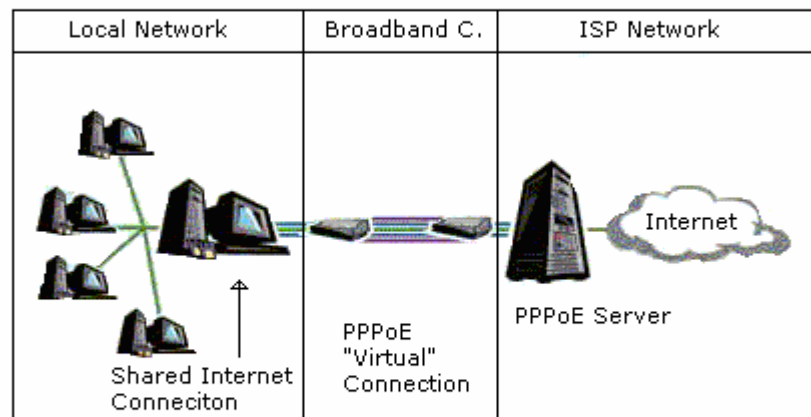 Local Network
Broadband C.
ISP Network
Internet
PPPoE Server
PPPoE
"Virtual"
Connection
Shared Internet
Conneciton